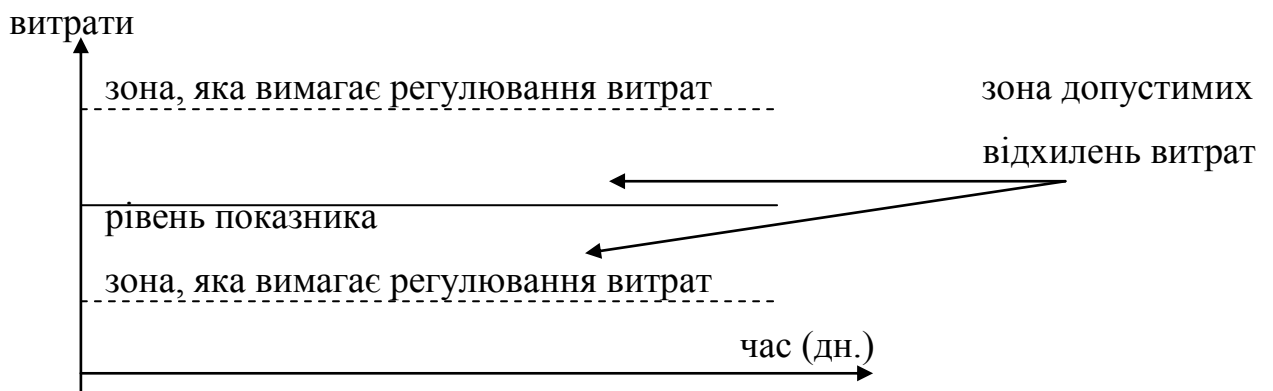 витрати
зона, яка вимагає регулювання витрат
зона допустимих
відхилень витрат
рівень показника
зона, яка вимагає регулювання витрат
час (дн.)